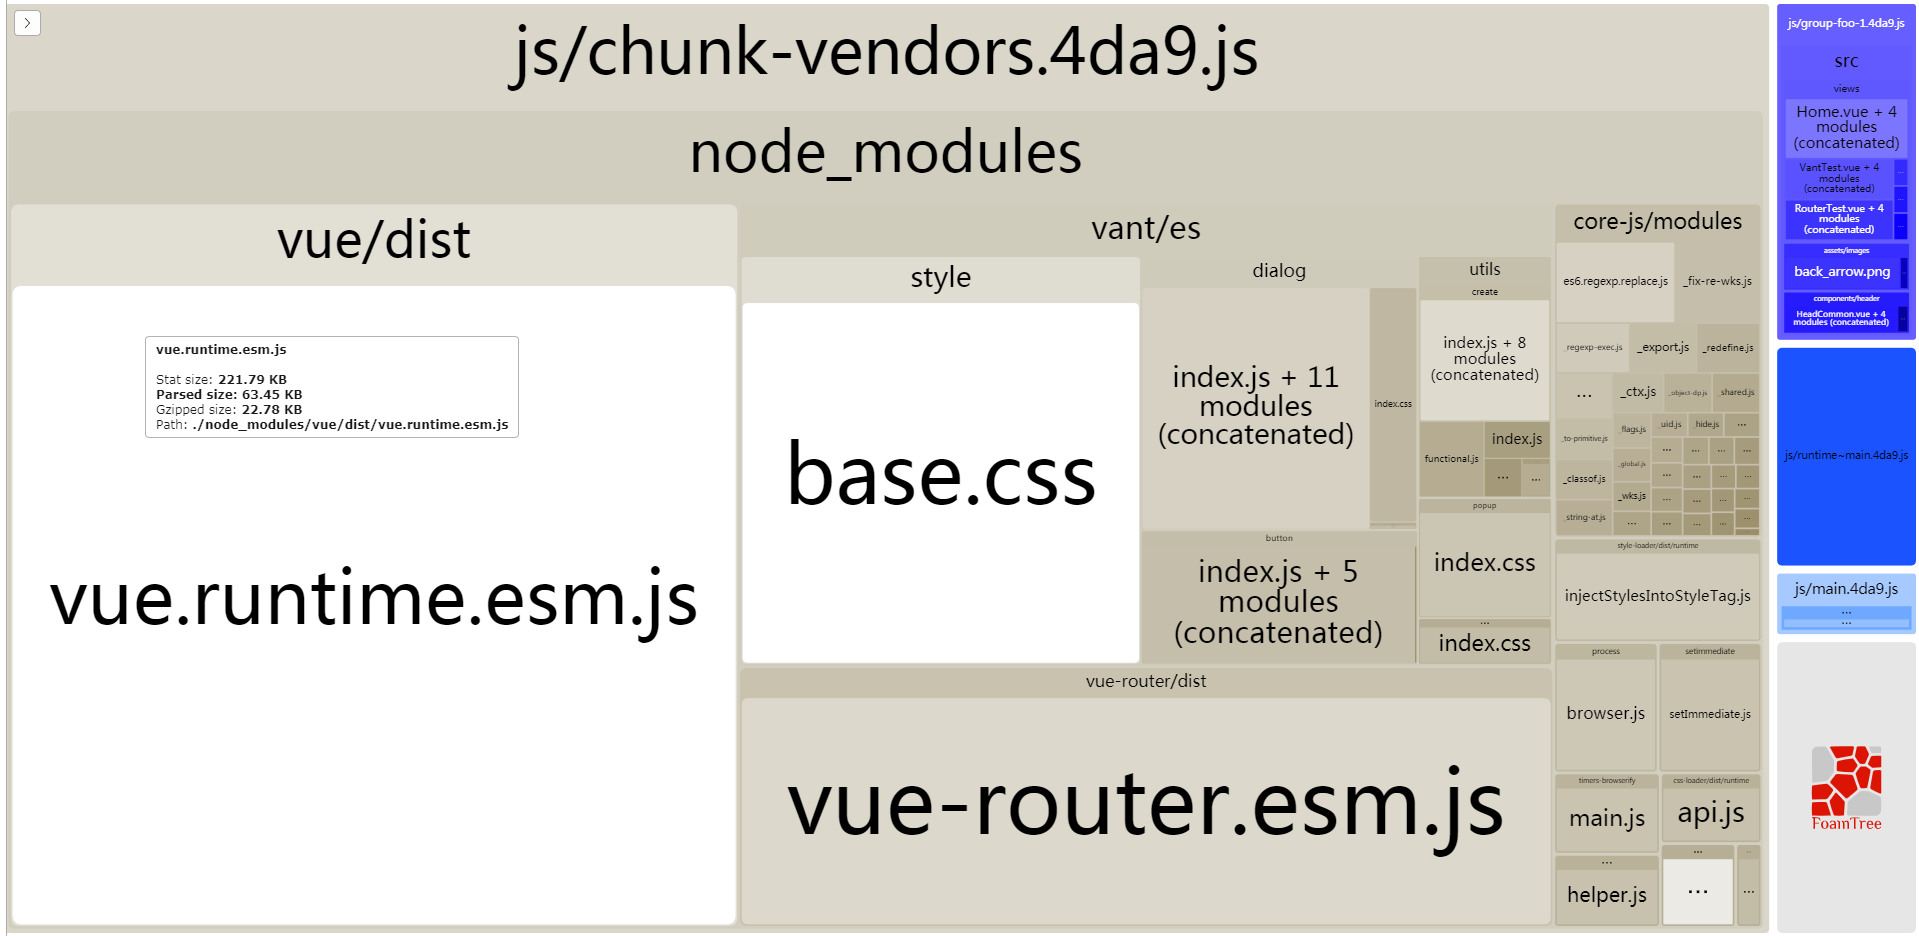 js/chunk-vendors.4da9.js
node_modules
vue/dist
vue.runtime.esm.js
Stat size: 221.79 KB
Parsed size: 63.45 KB
Gzipped size: 22.78 KB
Path: ./node_modules/vue/dist/vue.runtime.esm.js
vue.runtime.esm.js
vant/es
style
base.css
dialog
index.js + 11
modules
(concatenated)
index.css
button
index.js + 5
modules
(concatenated)
utils
create
index.js + 8
modules
(concatenated)
functional.js
index.js
...
...
popup
index.css
...
index.css
vue-router/dist
vue-router.esm.js
core-js/modules
es6.regexp.replace.js
_fix-re-wks.js
_regexp-exec.js
_export.js
_redefine.js
...
_ctx.js
_object-dp.js
_shared.js
_to-primitive.js
_flags.js
_uid.js
_hide.js
...
_global.js
_classof.js
_wks.js
_string-at.js
...
style-loader/dist/runtime
injectStylesIntoStyleTag.js
process
browser.js
setimmediate
setImmediate.js
timers-browserify
main.js
css-loader/dist/runtime
api.js
...
helper.js
...
...
...
js/group-foo-1.4da9.js
src
views
Home.vue + 4
modules
(concatenated)
VantTest.vue + 4
modules
(concatenated)
RouterTest.vue + 4
modules
(concatenated)
assets/images
back_arrow.png
components/header
HeadCommon.vue + 4
modules (concatenated)
js/runtime~main.4da9.js
js/main.4da9.js
...
...
FoamTree